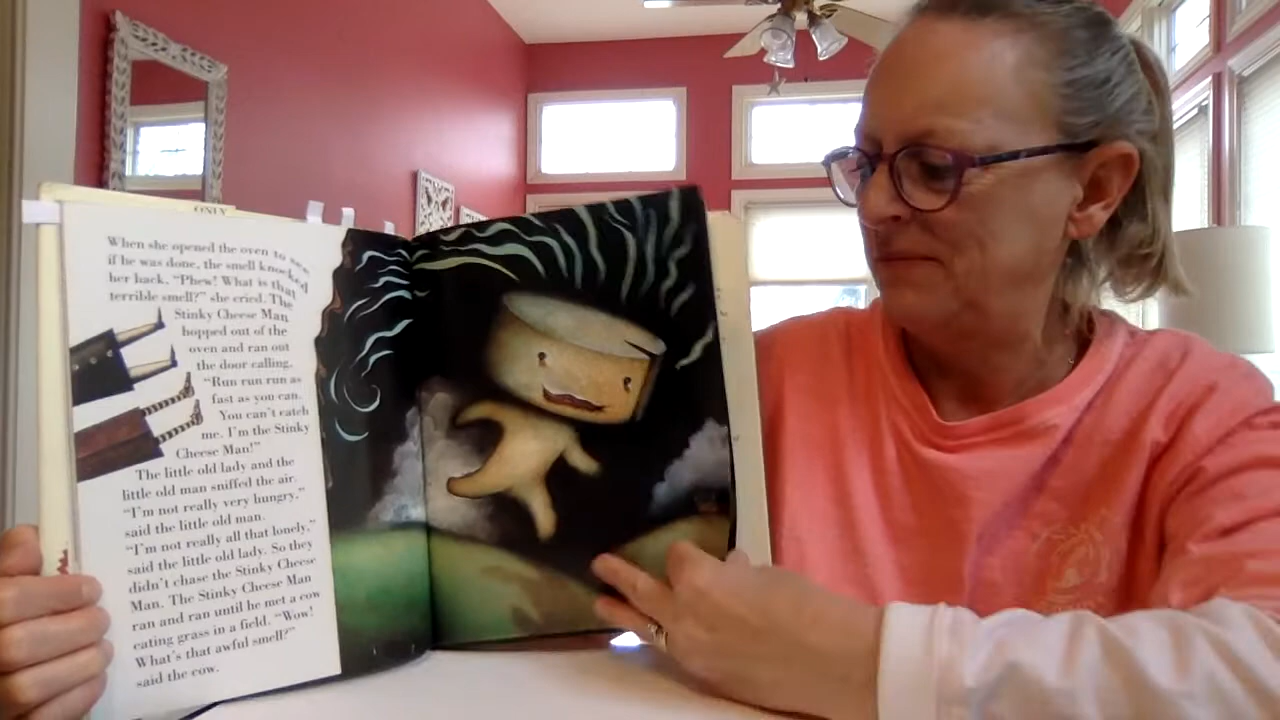 ONLY
When she opened the oven to see
if he was done, the smell knocked
her back. "Phew! What is that
terrible smell?" she cried. The
Stinky Cheese Man
hopped out of the
oven and ran out
the door calling,
"Run run run as
fast as you can.
You can't catch
me. I'm the Stinky
Cheese Man!"
The little old lady and the
little old man sniffed the air.
"I'm not really very hungry,"
said the little old man.
"I'm not really all that lonely,"
said the little old lady. So they
didn't chase the Stinky Cheese
Man. The Stinky Cheese Man
ran and ran until he met a cow
eating grass in a field. "Wow!
What's that awful smell?"
said the cow.